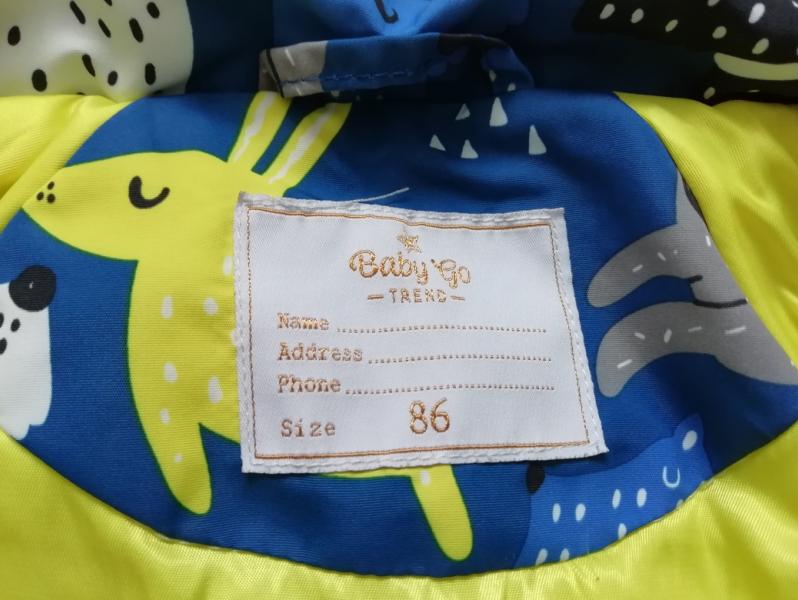 Baby Go
TREND
Name
Address
Phone
Size 86